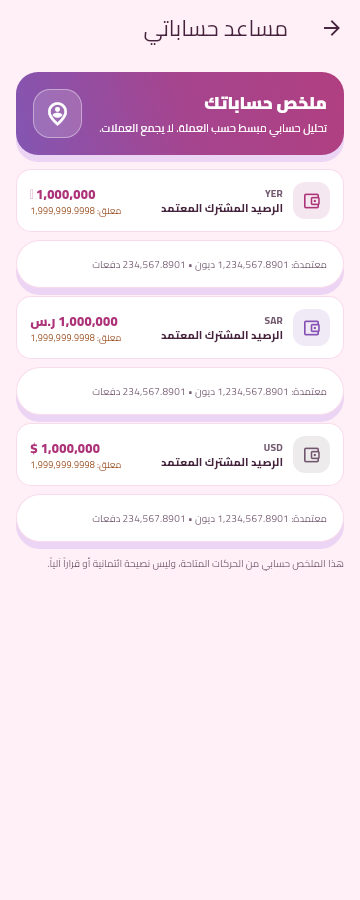 مساعد حساباتي
ملخص حساباتك
تحليل حسابي مبسط حسب العملة. لا يجمع العملات.
YER
الرصيد المشترك المعتمد
1,000,000
معلق: 1,999,999.9998
معتمدة: 1,234,567.8901 ديون • 234,567.8901 دفعات
SAR
الرصيد المشترك المعتمد
1,000,000 ر.س
معلق: 1,999,999.9998
معتمدة: 1,234,567.8901 ديون • 234,567.8901 دفعات
USD
الرصيد المشترك المعتمد
1,000,000 $
معلق: 1,999,999.9998
معتمدة: 1,234,567.8901 ديون • 234,567.8901 دفعات
هذا الملخص حسابي من الحركات المتاحة، وليس نصيحة ائتمانية أو قراراً آلياً.